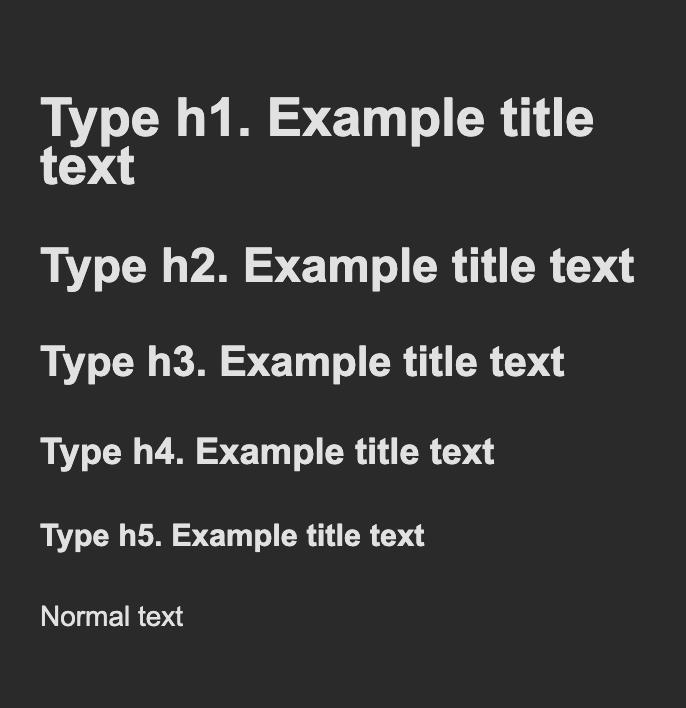 Type h1. Example title
text
Type h2. Example title text
Type h3. Example title text
Type h4. Example title text
Type h5. Example title text
Normal text